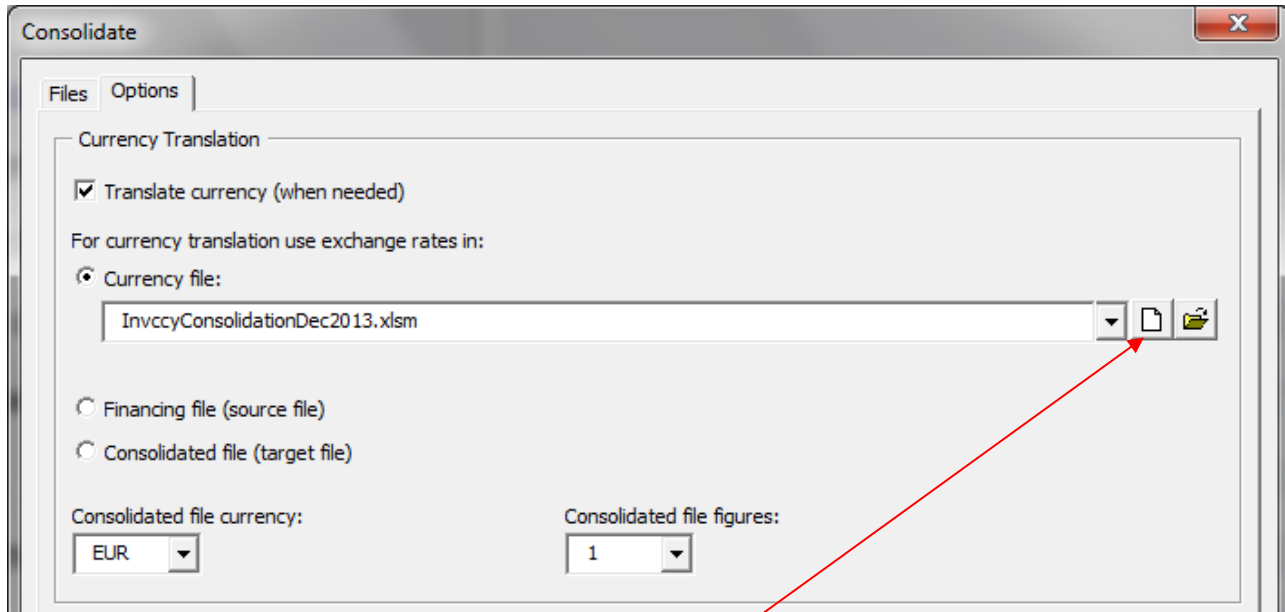 Consolidate
Files Options
Currency Translation
Translate currency (when needed)
For currency translation use exchange rates in:
Currency file:
InvccyConsolidationDec2013.xlsm
Financing file (source file)
Consolidated file (target file)
Consolidated file currency: Consolidated file figures:
EUR 1